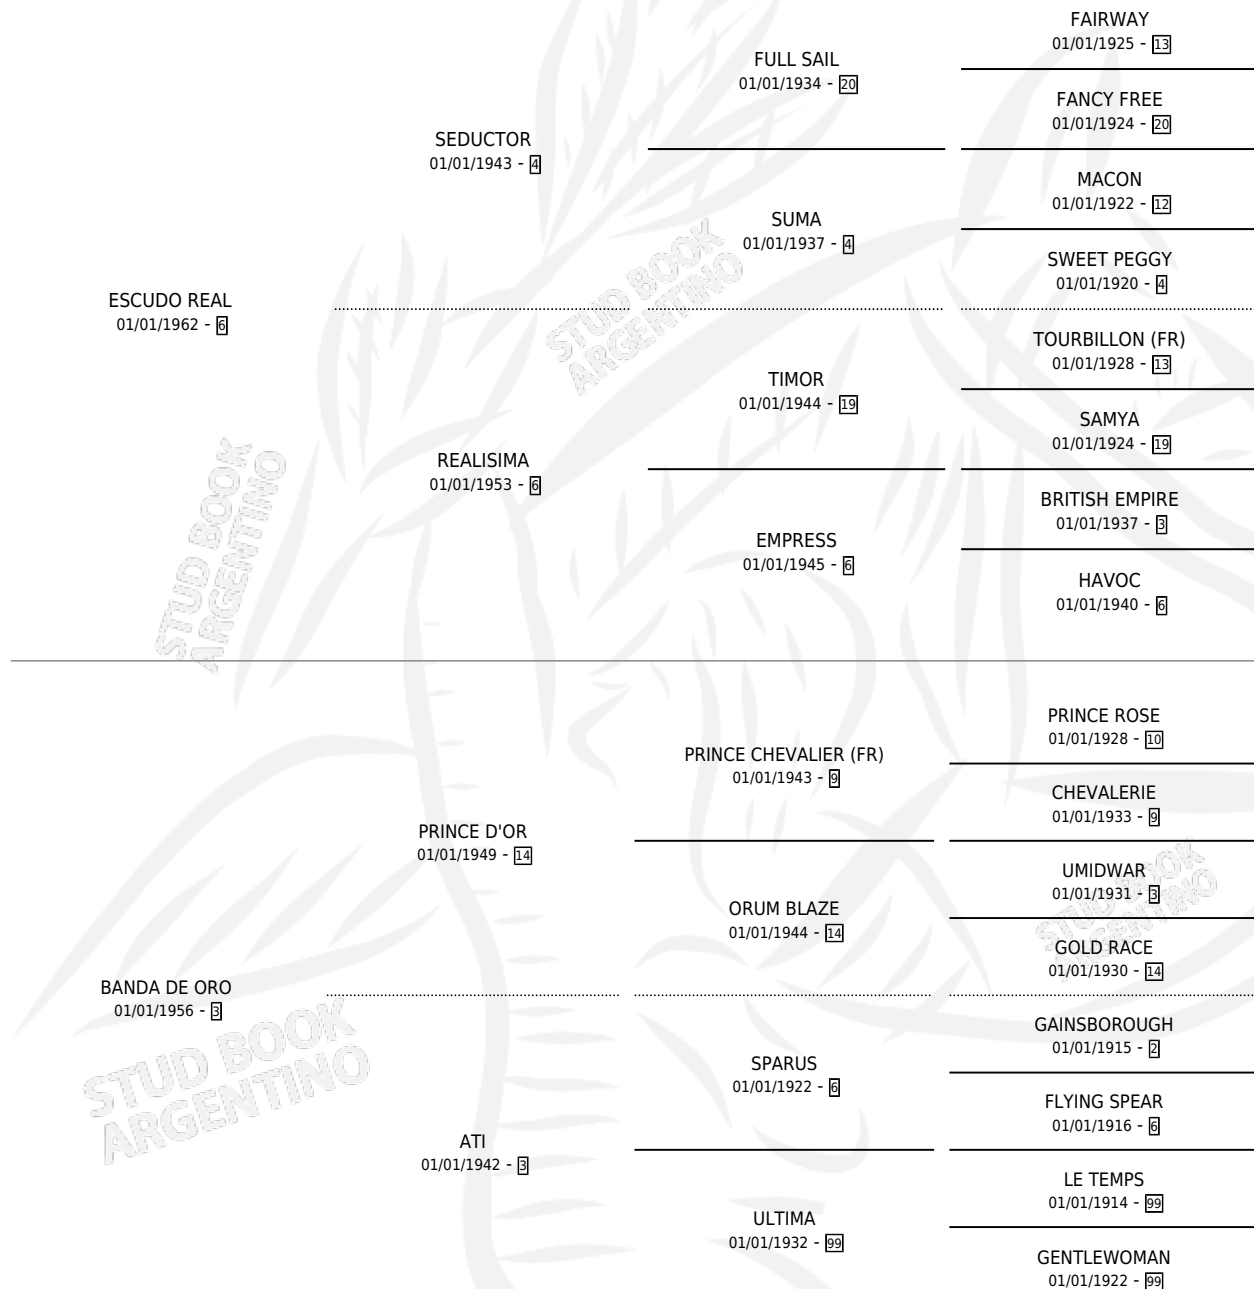 FAIRWAY
01/01/1925 - 13
FULL SAIL
01/01/1934 - 20
FANCY FREE
01/01/1924 - 20
SEDUCTOR
01/01/1943 - 4
MACON
01/01/1922 - 12
SUMA
01/01/1937 - 4
SWEET PEGGY
01/01/1920 - 4
ESCUDO REAL
01/01/1962 - 6
STUD BOOK
ARGENTINO
TOURBILLON (FR)
01/01/1928 - 13
TIMOR
01/01/1944 - 19
SAMYA
01/01/1924 - 19
REALISIMA
01/01/1953 - 6
BRITISH EMPIRE
01/01/1937 - 3
EMPRESS
01/01/1945 - 6
HAVOC
01/01/1940 - 6
STUD BOOK
ARGENTINO
PRINCE ROSE
01/01/1928 - 10
PRINCE CHEVALIER (FR)
01/01/1943 - 9
CHEVALERIE
01/01/1933 - 9
PRINCE D'OR
01/01/1949 - 14
UMIDWAR
01/01/1931 - 3
ORUM BLAZE
01/01/1944 - 14
GOLD RACE
01/01/1930 - 14
STUD BOOK
ARGENTINO
BANDA DE ORO
01/01/1956 - 3
STUD BOOK
ARGENTINO
GAINSBOROUGH
01/01/1915 - 2
SPARUS
01/01/1922 - 6
FLYING SPEAR
01/01/1916 - 6
ATI
01/01/1942 - 3
LE TEMPS
01/01/1914 - 99
ULTIMA
01/01/1932 - 99
GENTLEWOMAN
01/01/1922 - 99